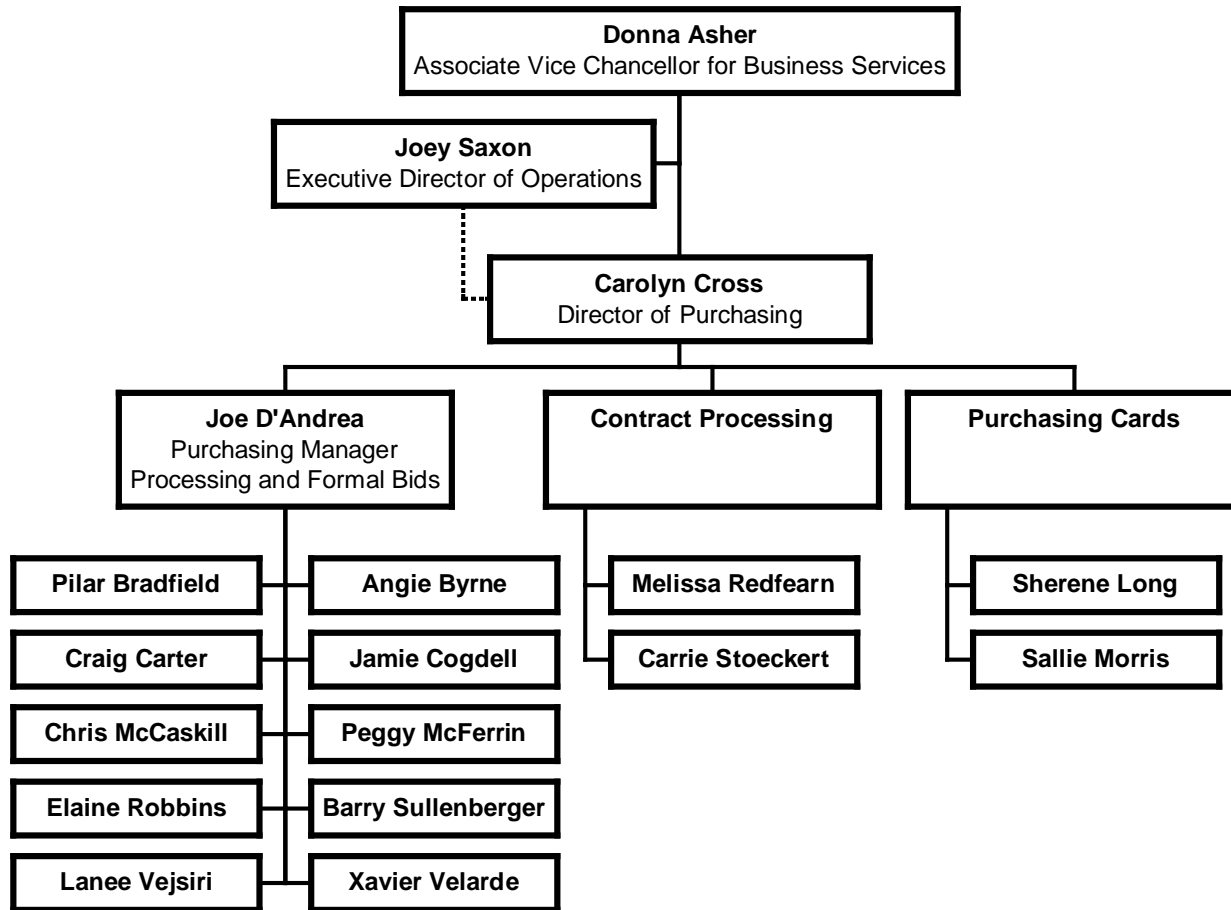 Donna Asher
Associate Vice Chancellor for Business Services
Joey Saxon
Executive Director of Operations
Carolyn Cross
Director of Purchasing
Joe D'Andrea
Purchasing Manager
Processing and Formal Bids
Contract Processing
Purchasing Cards
Pilar Bradfield
Angie Byrne
Melissa Redfearn
Sherene Long
Craig Carter
Jamie Cogdell
Carrie Stoeckert
Sallie Morris
Chris McCaskill
Peggy McFerrin
Elaine Robbins
Barry Sullenberger
Lanee Vejsiri
Xavier Velarde